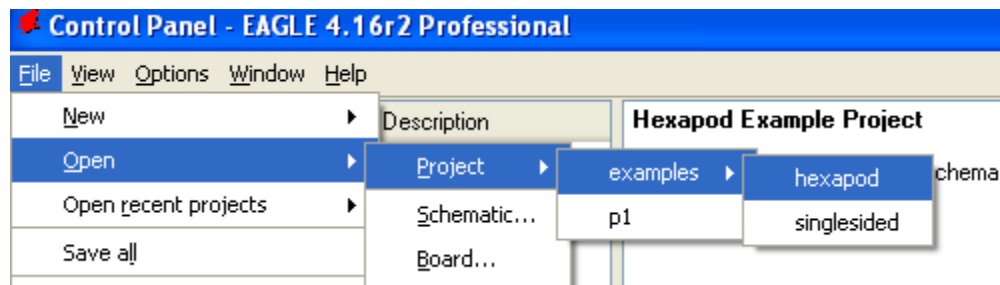 Control Panel - EAGLE 4.16r2 Professional
File View Options Window Help
New Description Hexapod Example Project
Open Project examples hexapod chema
Open recent projects Schematic... p1 singlesided
Save all Board...